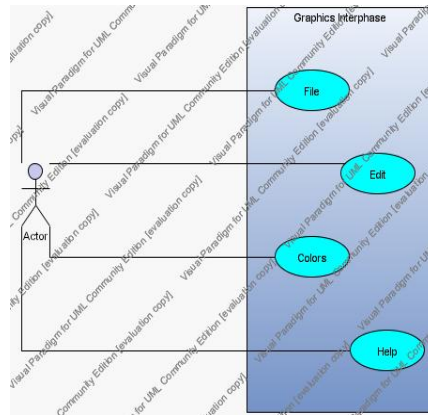 Graphics Interphase
File
Edit
Actor
Colors
Help
Visual Paradigm for UML Community Edition [evaluation copy]